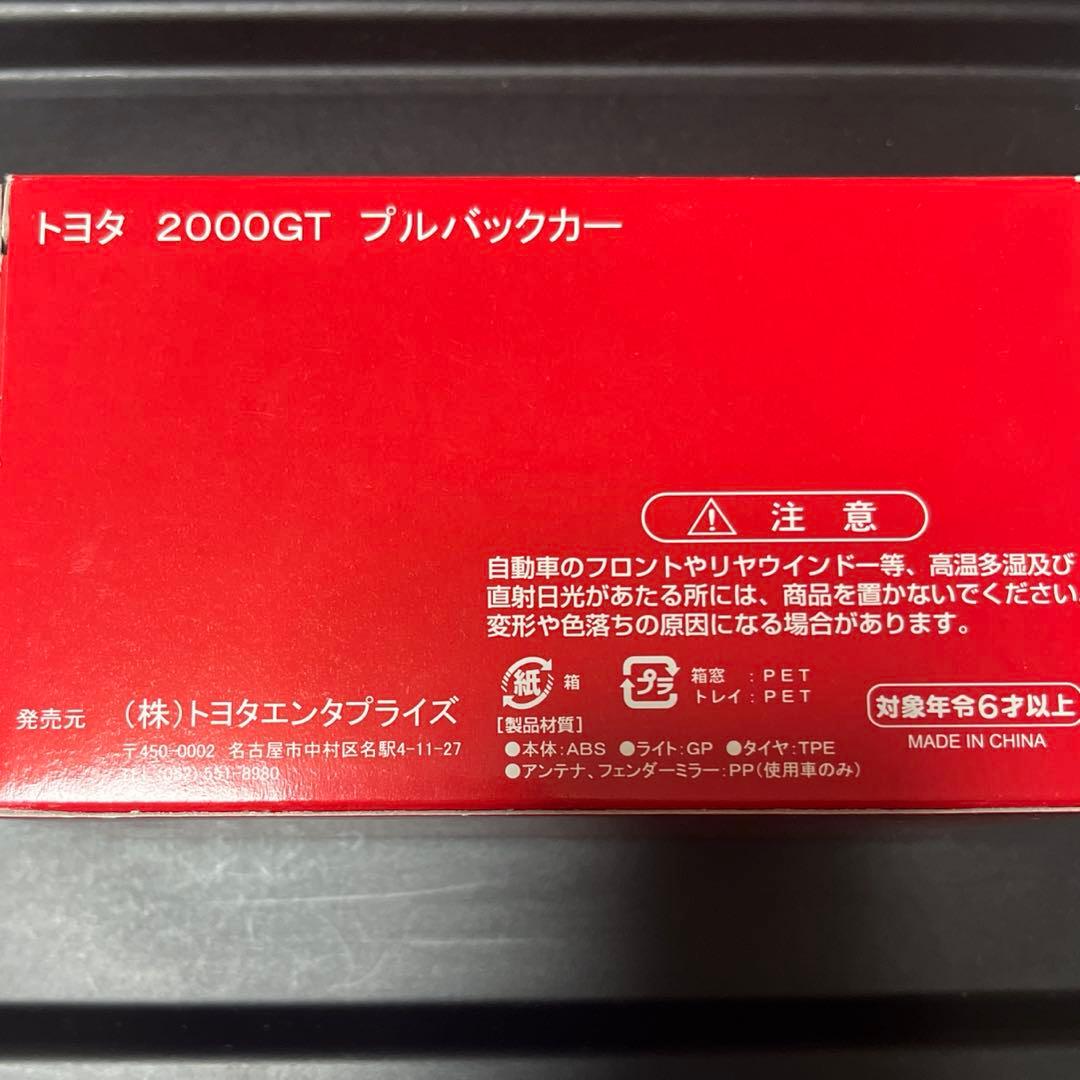 トヨタ 2000GT プルバックカー
注意
自動車のフロントやリヤウインドー等、高温多湿及び
直射日光があたる所には、商品を置かないでください。
変形や色落ちの原因になる場合があります。
紙 箱
プラ 箱窓 : PET
トレイ : PET
対象年令6才以上
MADE IN CHINA
発売元 (株)トヨタエンタプライズ
〒450-0002 名古屋市中村区名駅4-11-27
TEL (052) 551-8980
[製品材質]
●本体:ABS ●ライト:GP ●タイヤ:TPE
●アンテナ、フェンダーミラー:PP(使用車のみ)